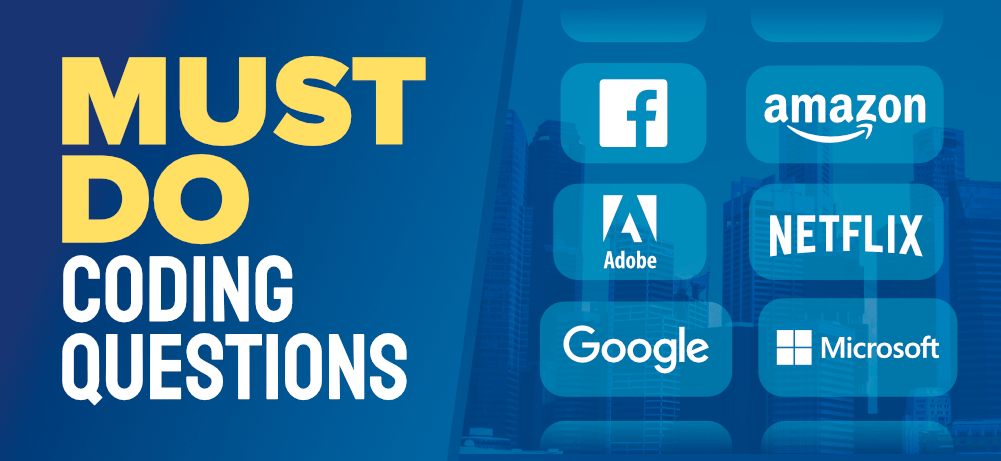 MUST
DO
CODING
QUESTIONS
amazon
Adobe
NETFLIX
Google
Microsoft